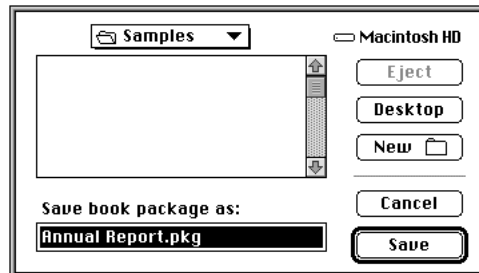 Samples
Macintosh HD
Eject
Desktop
New
Save book package as:
Annual Report.pkg
Cancel
Save